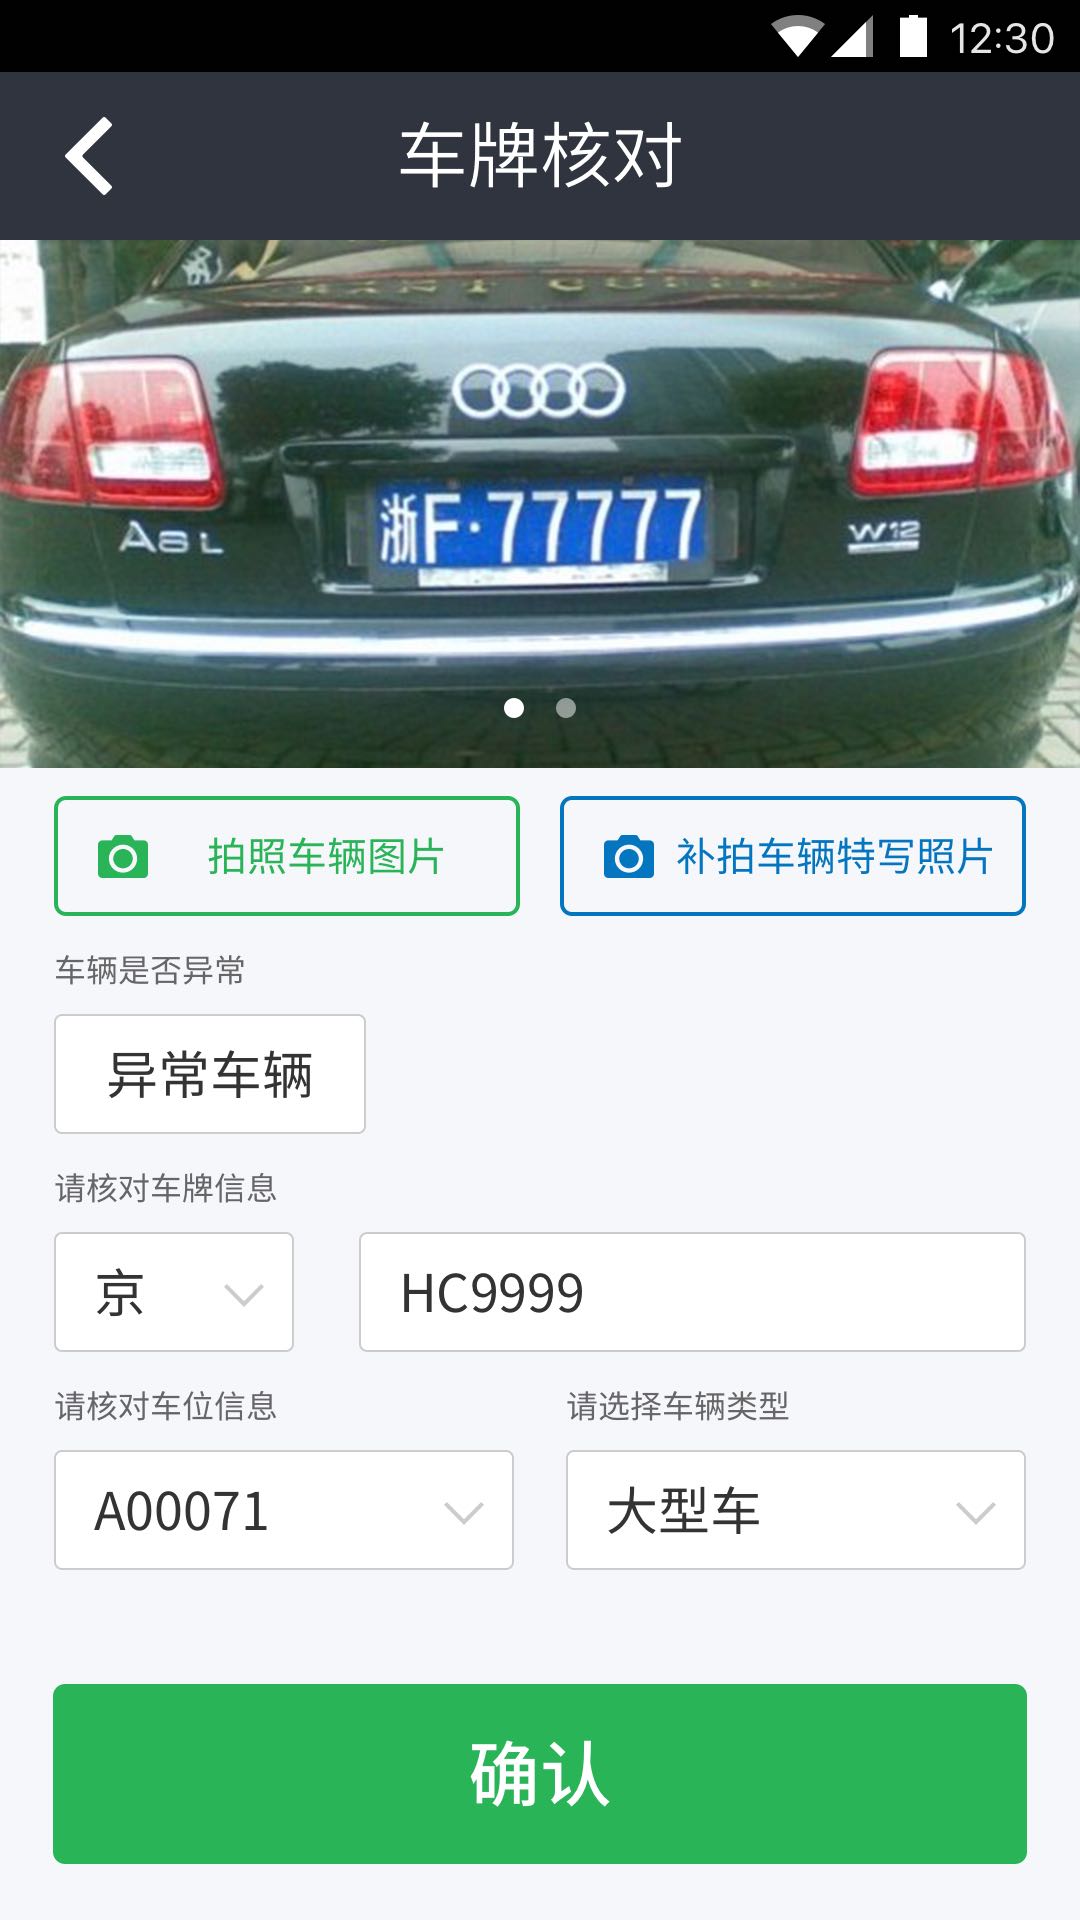 12:30
车牌核对
A8 L
浙F·77777
W12
拍照车辆图片
补拍车辆特写照片
车辆是否异常
异常车辆
请核对车牌信息
京
HC9999
请核对车位信息
请选择车辆类型
A00071
大型车
确认